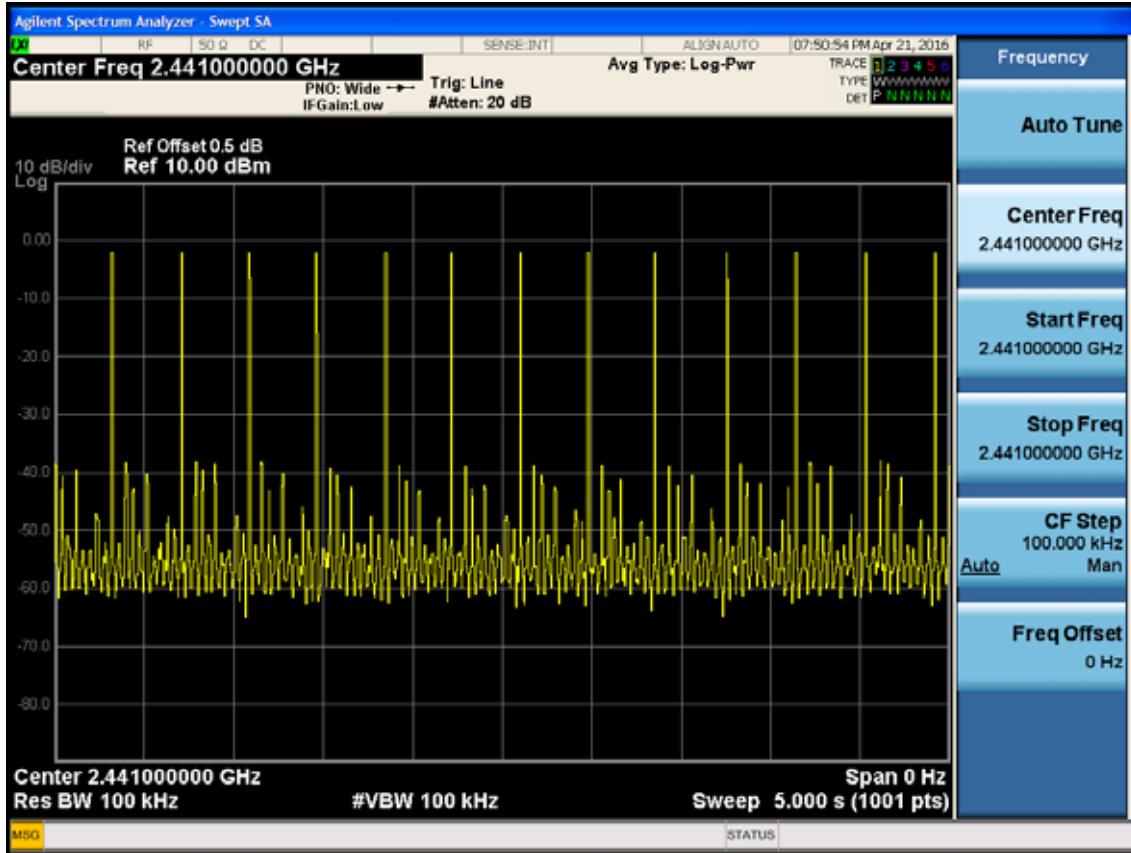 Agilent Spectrum Analyzer - Swept SA
LXI RF 50 Ω DC SENSE:INT ALIGN AUTO 07:50:54 PM Apr 21, 2016
Center Freq 2.441000000 GHz
Avg Type: Log-Pwr
TRACE 1 2 3 4 5 6
TYPE
DET P N N N N N
PNO: Wide
IFGain:Low
Trig: Line
#Atten: 20 dB
Ref Offset 0.5 dB
10 dB/div Ref 10.00 dBm
Log
0.00
-10.0
-20.0
-30.0
-40.0
-50.0
-60.0
-70.0
-80.0
Center 2.441000000 GHz Span 0 Hz
Res BW 100 kHz #VBW 100 kHz Sweep 5.000 s (1001 pts)
MSG STATUS
Frequency
Auto Tune
Center Freq
2.441000000 GHz
Start Freq
2.441000000 GHz
Stop Freq
2.441000000 GHz
CF Step
100.000 kHz
Auto Man
Freq Offset
0 Hz